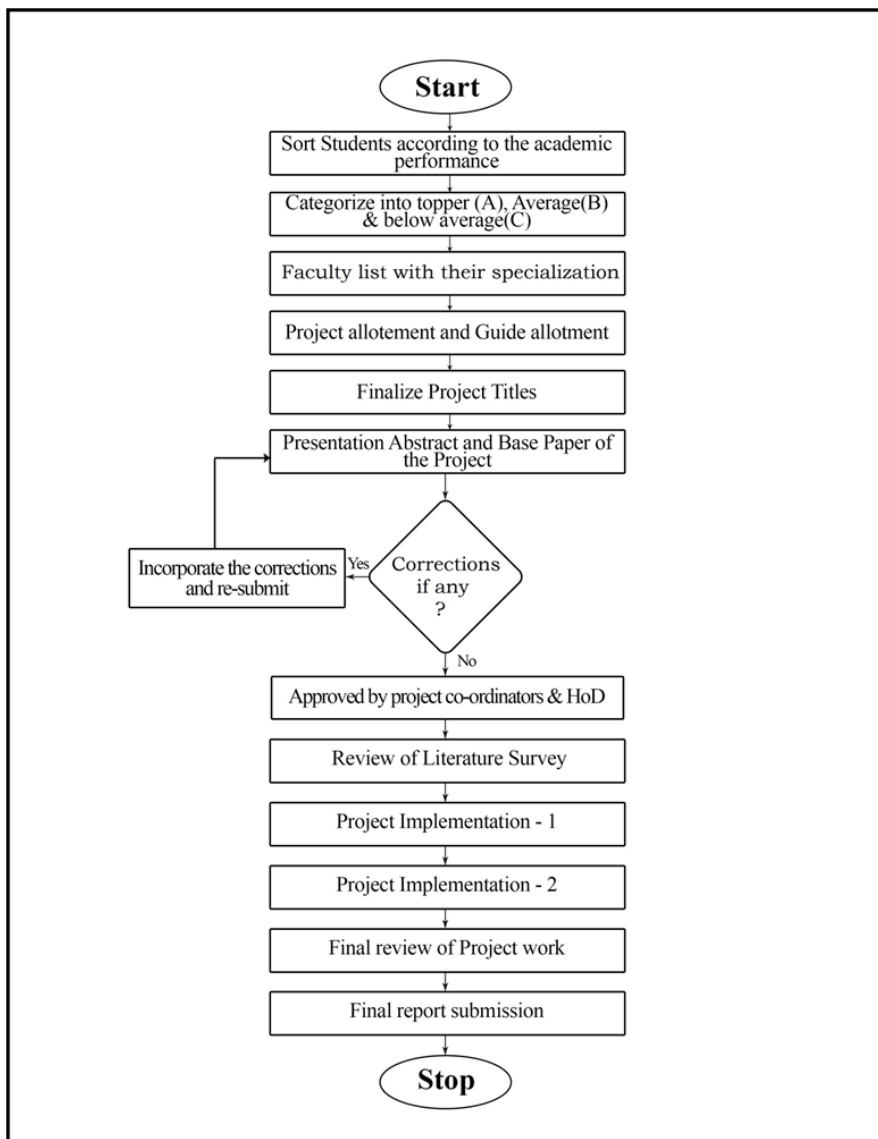 Start
Sort Students according to the academic
performance
Categorize into topper (A), Average(B)
& below average(C)
Faculty list with their specialization
Project allotement and Guide allotment
Finalize Project Titles
Presentation Abstract and Base Paper of
the Project
Incorporate the corrections
and re-submit
Yes
Corrections
if any
?
No
Approved by project co-ordinators & HoD
Review of Literature Survey
Project Implementation - 1
Project Implementation - 2
Final review of Project work
Final report submission
Stop